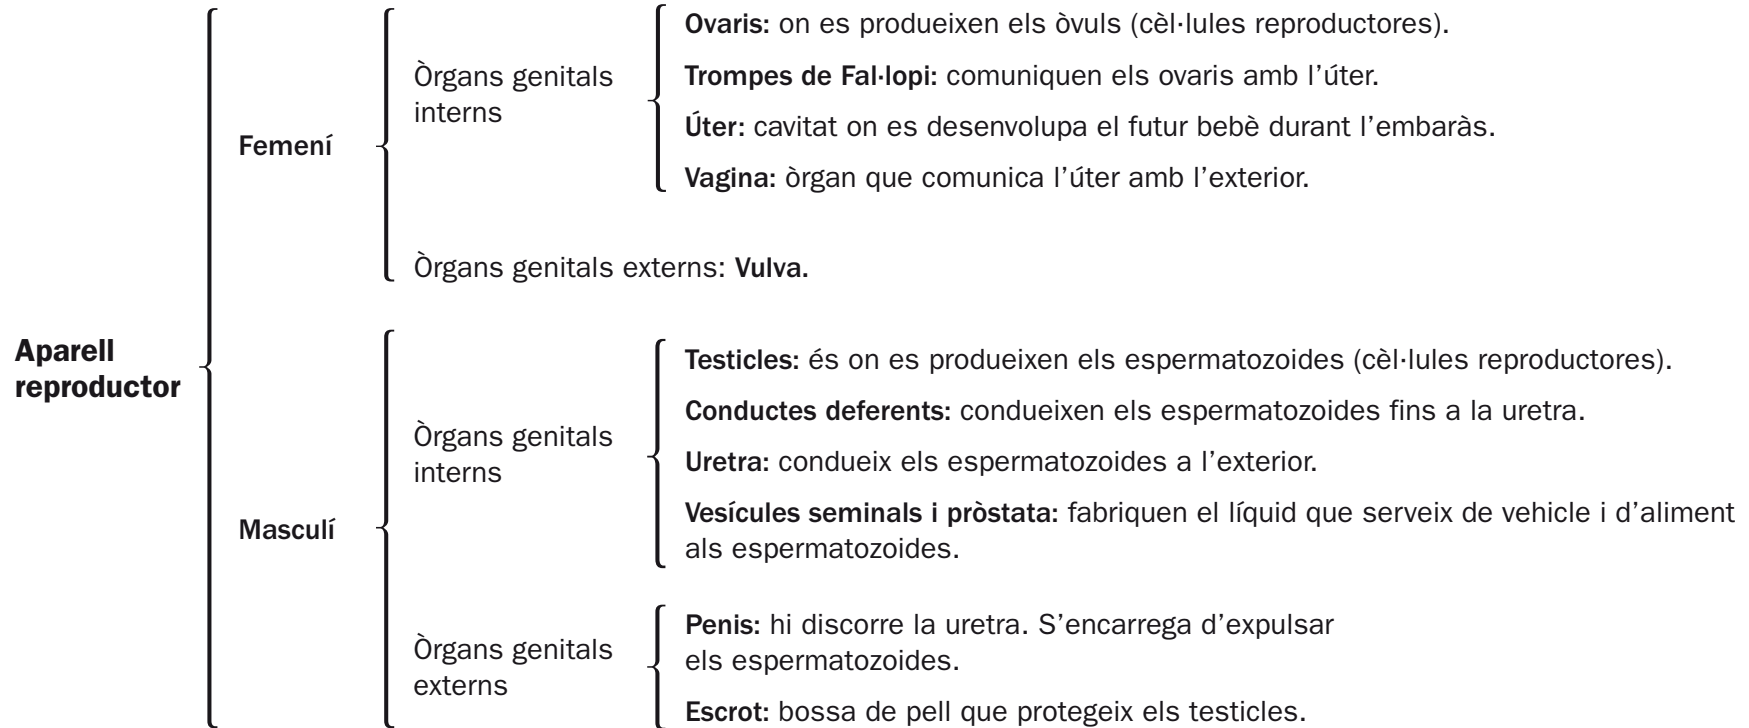 Aparell
reproductor
Femení
Òrgans genitals
interns
Ovaris: on es produeixen els òvuls (cèl·lules reproductores).
Trompes de Fal·lopi: comuniquen els ovaris amb l’úter.
Úter: cavitat on es desenvolupa el futur bebè durant l’embaràs.
Vagina: òrgan que comunica l’úter amb l’exterior.
Òrgans genitals externs: Vulva.
Masculí
Òrgans genitals
interns
Testicles: és on es produeixen els espermatozoides (cèl·lules reproductores).
Conductes deferents: condueixen els espermatozoides fins a la uretra.
Uretra: condueix els espermatozoides a l’exterior.
Vesícules seminals i pròstata: fabriquen el líquid que serveix de vehicle i d’aliment
als espermatozoides.
Òrgans genitals
externs
Penis: hi discorre la uretra. S’encarrega d’expulsar
els espermatozoides.
Escrot: bossa de pell que protegeix els testicles.